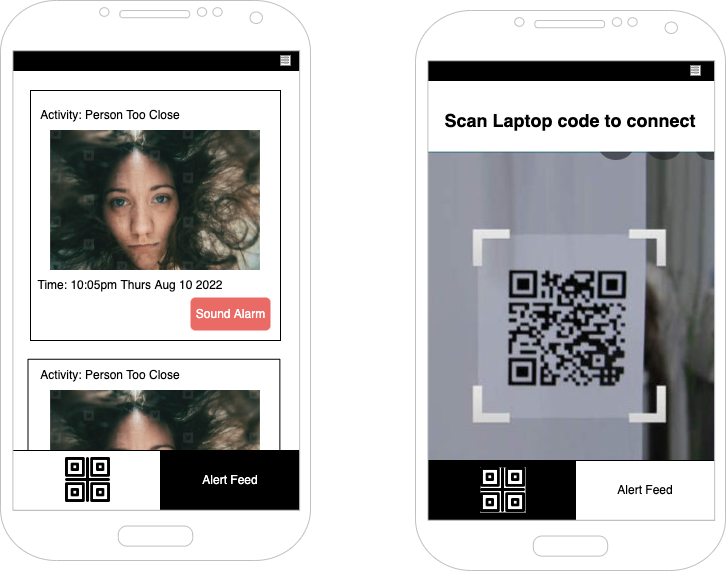 Activity: Person Too Close
Time: 10:05pm Thurs Aug 10 2022
Sound Alarm
Activity: Person Too Close
Alert Feed
Scan Laptop code to connect
Alert Feed